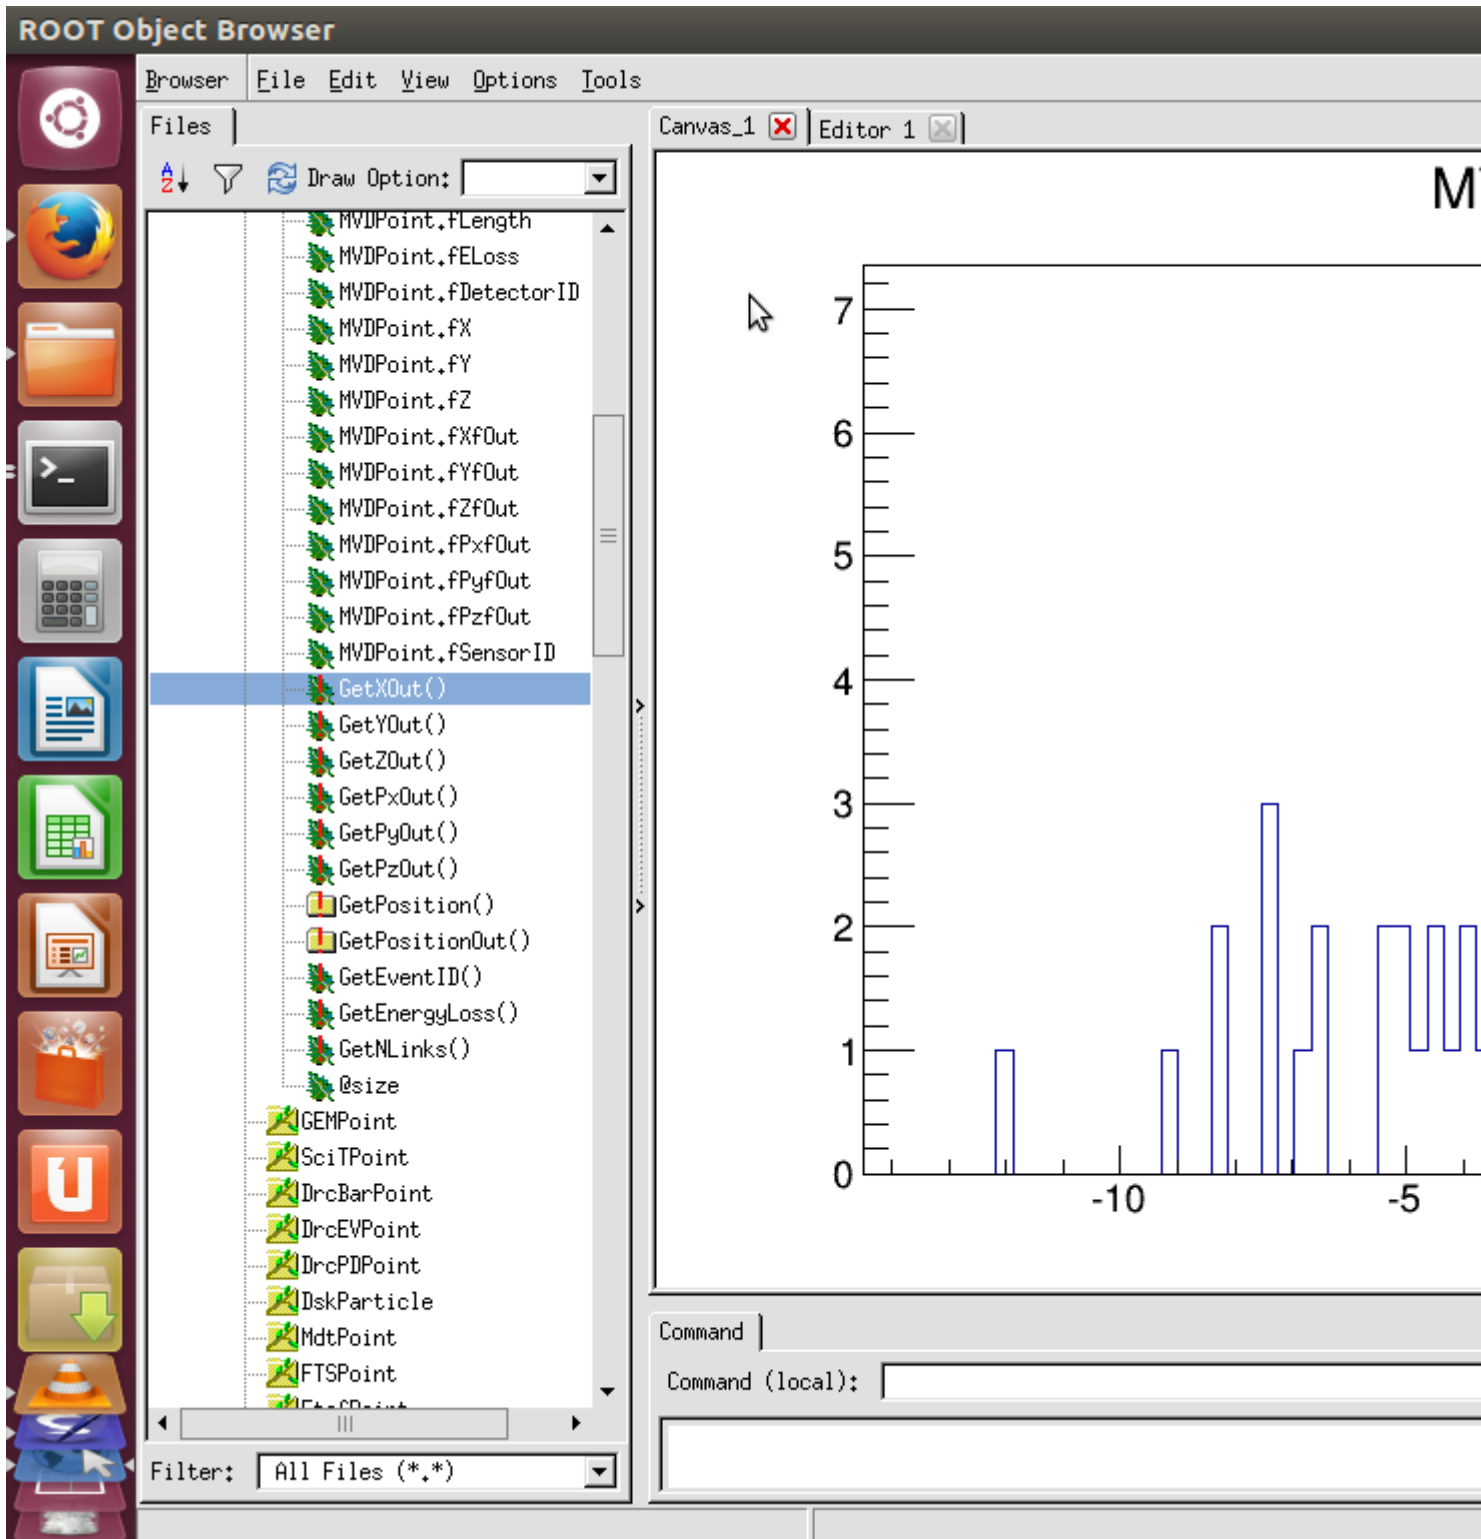 ROOT Object Browser
Browser File Edit View Options Tools
Files
Draw Option:
MVDPoint.fLength
MVDPoint.fELoss
MVDPoint.fDetectorID
MVDPoint.fX
MVDPoint.fY
MVDPoint.fZ
MVDPoint.fXfOut
MVDPoint.fYfOut
MVDPoint.fZfOut
MVDPoint.fPxfOut
MVDPoint.fPyfOut
MVDPoint.fPzfOut
MVDPoint.fSensorID
GetXOut()
GetYOut()
GetZOut()
GetPxOut()
GetPyOut()
GetPzOut()
GetPosition()
GetPositionOut()
GetEventID()
GetEnergyLoss()
GetNLinks()
@size
GEMPoint
SciTPoint
DrcBarPoint
DrcEVPoint
DrcPDPoint
DskParticle
MdtPoint
FTSPoint
Filter: All Files (*.*)
Canvas_1 Editor 1
7
6
5
4
3
2
1
0
-10 -5
Command
Command (local):